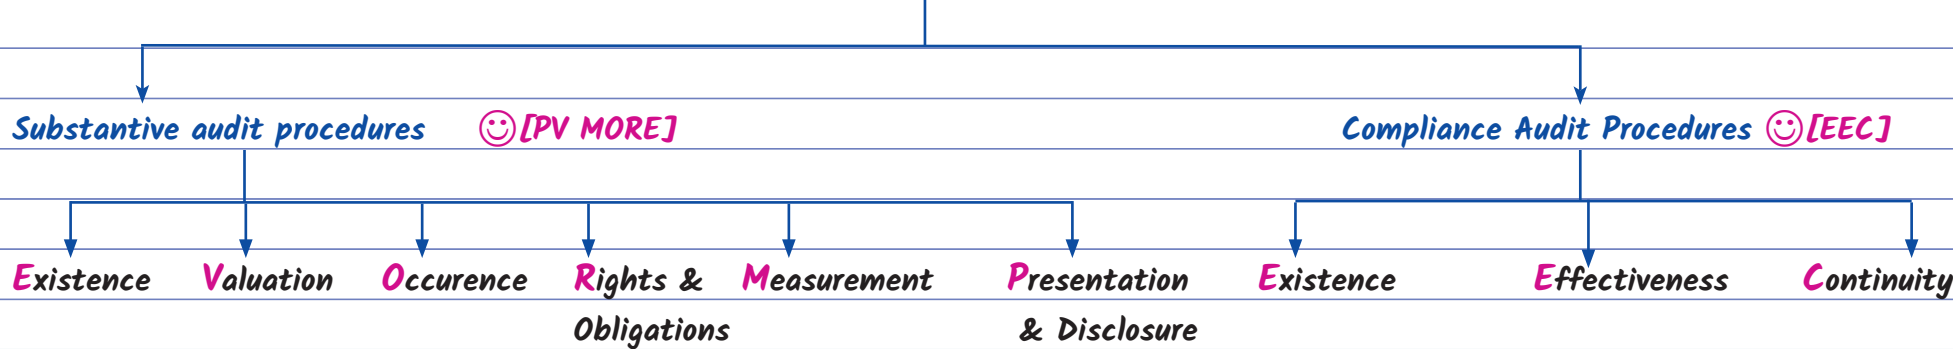 Substantive audit procedures [PV MORE] Compliance Audit Procedures [EEC]
Existence Valuation Occurence Rights & Measurement Presentation Existence Effectiveness Continuity
Obligations & Disclosure